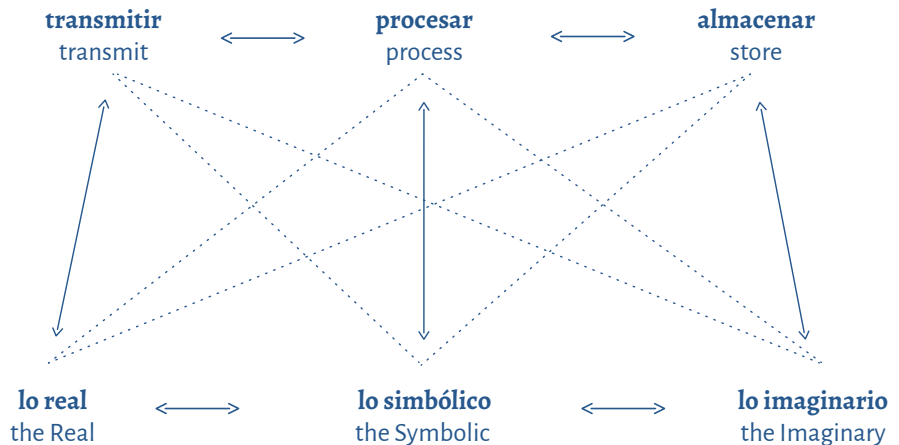 transmitir
transmit
procesar
process
almacenar
store
lo real
the Real
lo simbólico
the Symbolic
lo imaginario
the Imaginary